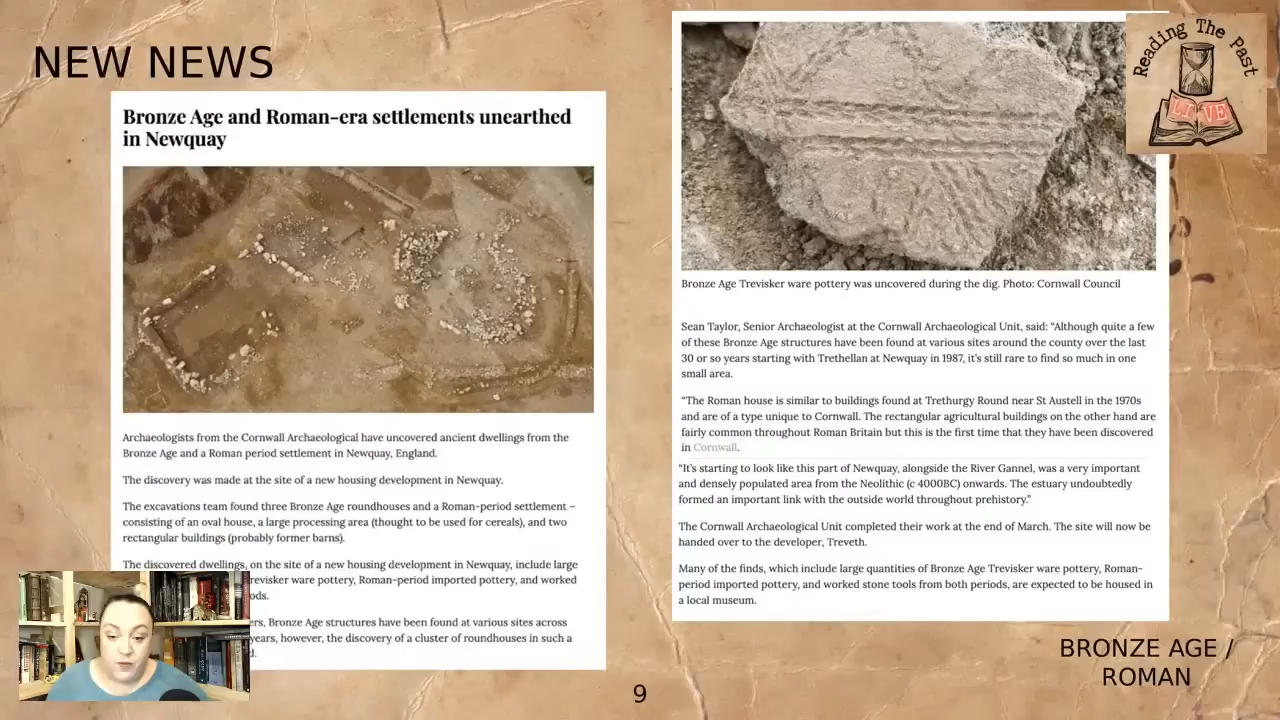 NEW NEWS
Bronze Age and Roman-era settlements unearthed
in Newquay
Archaeologists from the Cornwall Archaeological have uncovered ancient dwellings from the
Bronze Age and a Roman period settlement in Newquay, England.
The discovery was made at the site of a new housing development in Newquay.
The excavations team found three Bronze Age roundhouses and a Roman-period settlement –
consisting of an oval house, a large processing area (thought to be used for cereals), and two
rectangular buildings (probably former barns).
The discovered dwellings, on the site of a new housing development in Newquay, include large
revisker ware pottery, Roman-period imported pottery, and worked
ods.
ers, Bronze Age structures have been found at various sites across
years, however, the discovery of a cluster of roundhouses in such a
d.
Reading The Past
LIVE
Bronze Age Trevisker ware pottery was uncovered during the dig. Photo: Cornwall Council
Sean Taylor, Senior Archaeologist at the Cornwall Archaeological Unit, said: “Although quite a few
of these Bronze Age structures have been found at various sites around the county over the last
30 or so years starting with Trethellan at Newquay in 1987, it’s still rare to find so much in one
small area.
“The Roman house is similar to buildings found at Trethurgy Round near St Austell in the 1970s
and are of a type unique to Cornwall. The rectangular agricultural buildings on the other hand are
fairly common throughout Roman Britain but this is the first time that they have been discovered
in Cornwall.
“It’s starting to look like this part of Newquay, alongside the River Gannel, was a very important
and densely populated area from the Neolithic (c 4000BC) onwards. The estuary undoubtedly
formed an important link with the outside world throughout prehistory.”
The Cornwall Archaeological Unit completed their work at the end of March. The site will now be
handed over to the developer, Treveth.
Many of the finds, which include large quantities of Bronze Age Trevisker ware pottery, Roman-
period imported pottery, and worked stone tools from both periods, are expected to be housed in
a local museum.
BRONZE AGE /
ROMAN
9